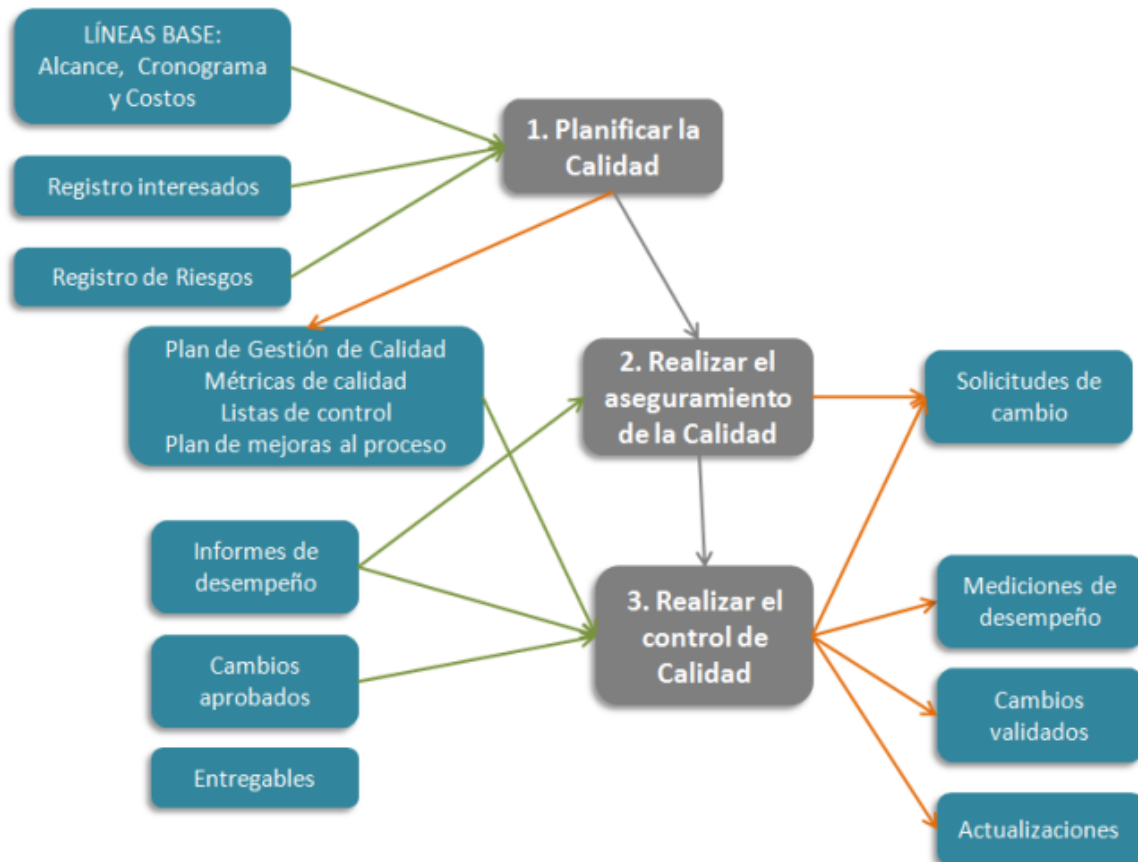 LÍNEAS BASE:
Alcance, Cronograma
y Costos
1. Planificar la
Calidad
Registro interesados
Registro de Riesgos
Plan de Gestión de Calidad
Métricas de calidad
Listas de control
Plan de mejoras al proceso
2. Realizar el
aseguramiento
de la Calidad
Solicitudes de
cambio
Informes de
desempeño
3. Realizar el
control de
Calidad
Mediciones de
desempeño
Cambios
aprobados
Cambios
validados
Entregables
Actualizaciones